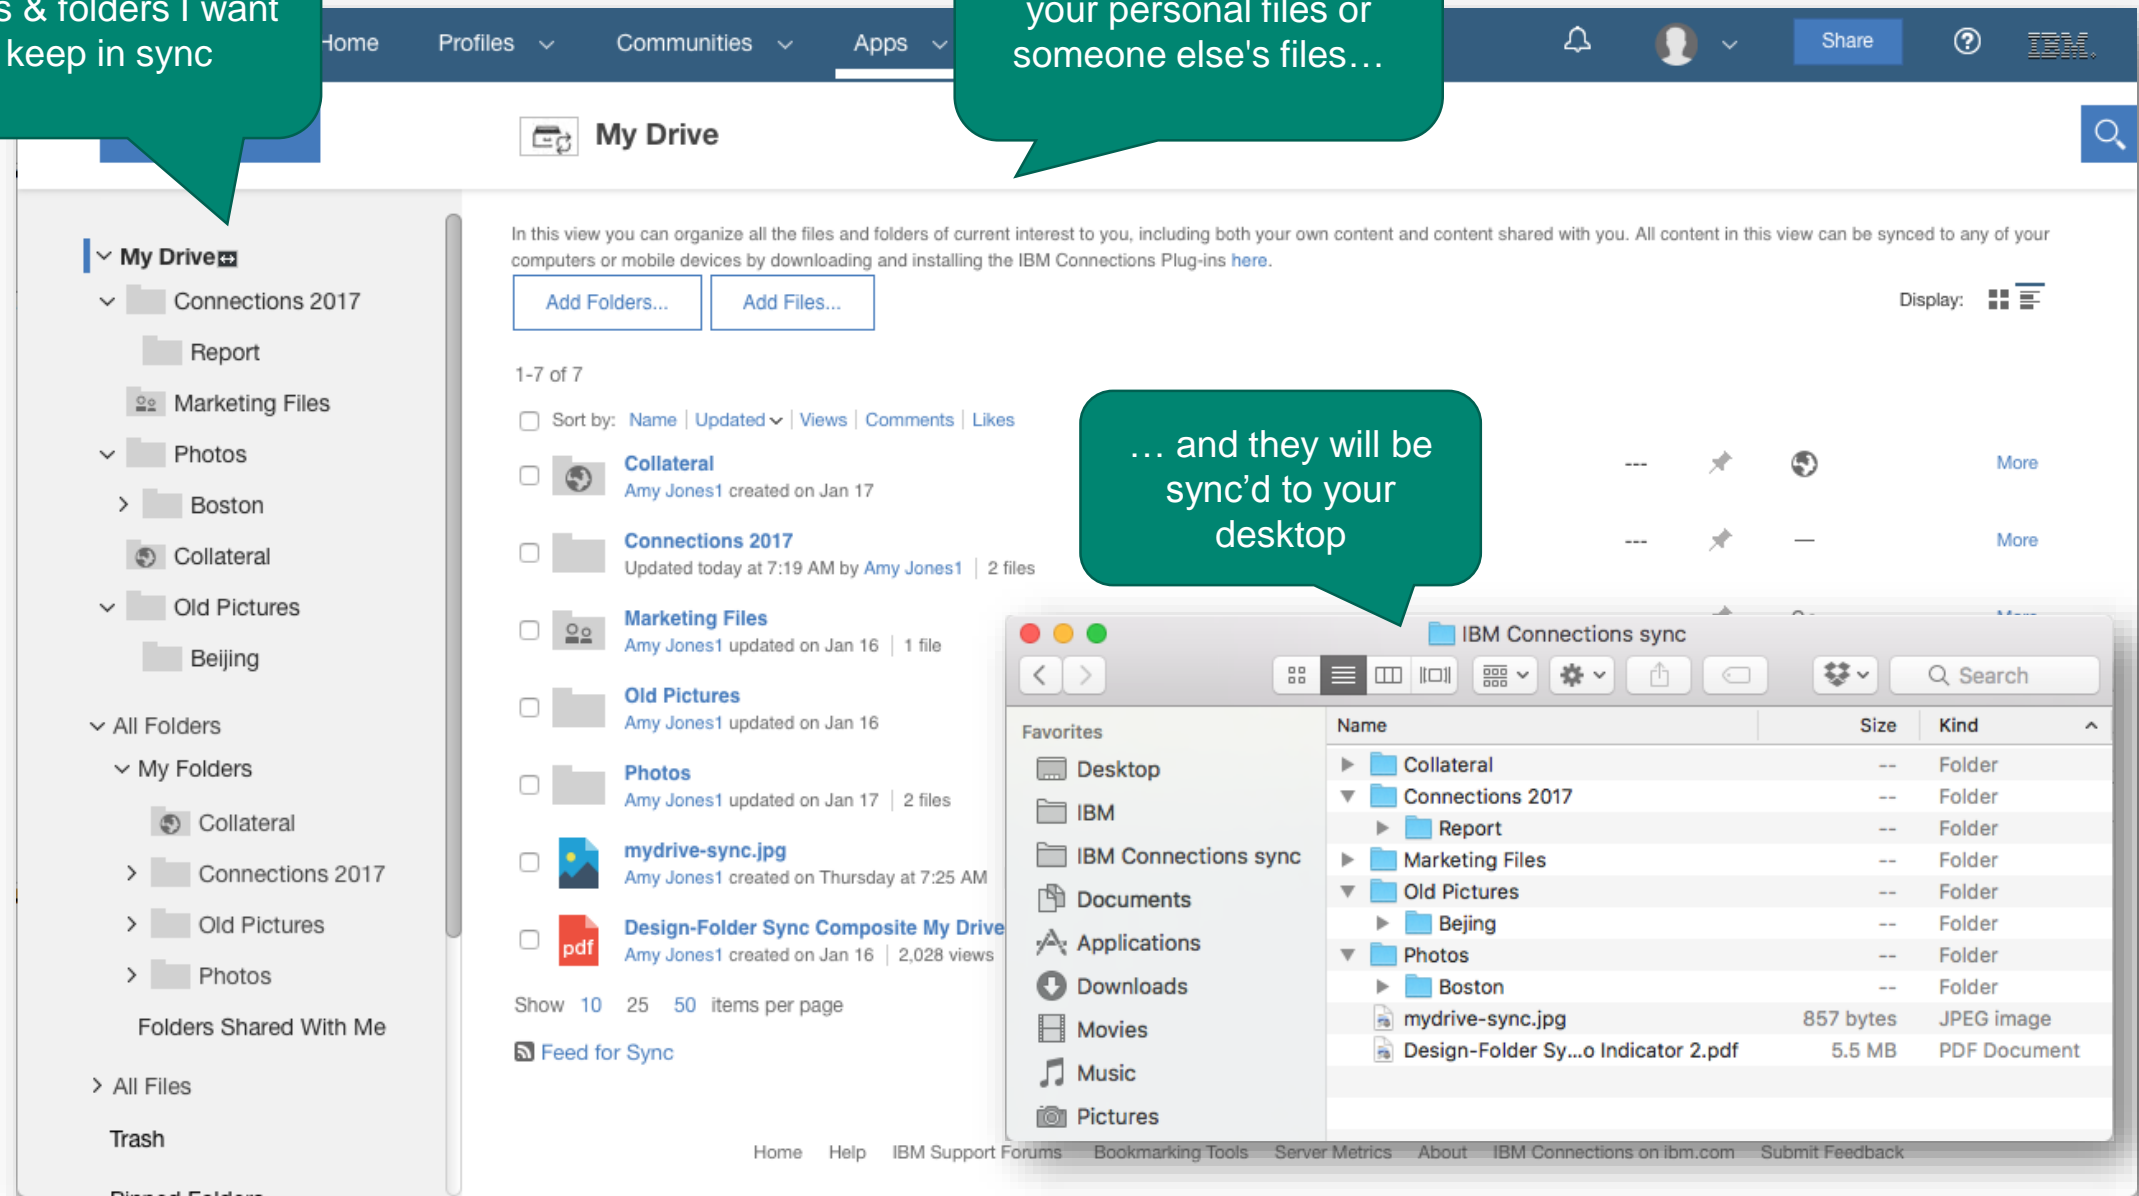 s & folders I want
keep in sync
your personal files or
someone else's files…
Home Profiles Communities Apps Share IBM.
My Drive
My Drive
Connections 2017
Report
Marketing Files
Photos
Boston
Collateral
Old Pictures
Beijing
All Folders
My Folders
Collateral
Connections 2017
Old Pictures
Photos
Folders Shared With Me
All Files
Trash
Pinned Folders
In this view you can organize all the files and folders of current interest to you, including both your own content and content shared with you. All content in this view can be synced to any of your
computers or mobile devices by downloading and installing the IBM Connections Plug-ins here.
Add Folders... Add Files... Display:
1-7 of 7
Sort by: Name | Updated | Views | Comments | Likes
Collateral
Amy Jones1 created on Jan 17
--- More
Connections 2017
Updated today at 7:19 AM by Amy Jones1 | 2 files
--- — More
Marketing Files
Amy Jones1 updated on Jan 16 | 1 file
Old Pictures
Amy Jones1 updated on Jan 16
Photos
Amy Jones1 updated on Jan 17 | 2 files
mydrive-sync.jpg
Amy Jones1 created on Thursday at 7:25 AM
pdf
Design-Folder Sync Composite My Drive
Amy Jones1 created on Jan 16 | 2,028 views
Show 10 25 50 items per page
Feed for Sync
… and they will be
sync’d to your
desktop
IBM Connections sync
Search
Favorites
Desktop
IBM
IBM Connections sync
Documents
Applications
Downloads
Movies
Music
Pictures
Name Size Kind
Collateral -- Folder
Connections 2017 -- Folder
Report -- Folder
Marketing Files -- Folder
Old Pictures -- Folder
Bejing -- Folder
Photos -- Folder
Boston -- Folder
mydrive-sync.jpg 857 bytes JPEG image
Design-Folder Sy...o Indicator 2.pdf 5.5 MB PDF Document
Home Help IBM Support Forums Bookmarking Tools Server Metrics About IBM Connections on ibm.com Submit Feedback